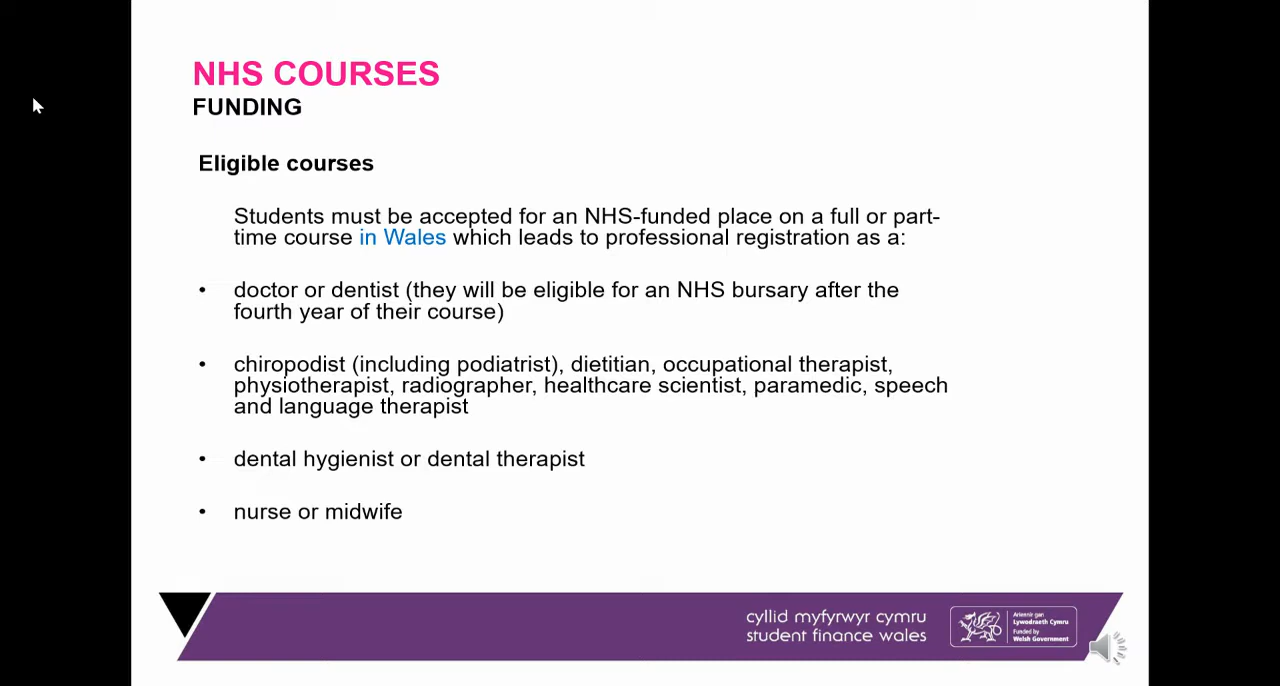 NHS COURSES
FUNDING
Eligible courses
Students must be accepted for an NHS-funded place on a full or part-
time course in Wales which leads to professional registration as a:
• doctor or dentist (they will be eligible for an NHS bursary after the
fourth year of their course)
• chiropodist (including podiatrist), dietitian, occupational therapist,
physiotherapist, radiographer, healthcare scientist, paramedic, speech
and language therapist
• dental hygienist or dental therapist
• nurse or midwife
cyllid myfyrwyr cymru
student finance wales
Ariennir gan
Lywodraeth Cymru
Funded by
Welsh Government